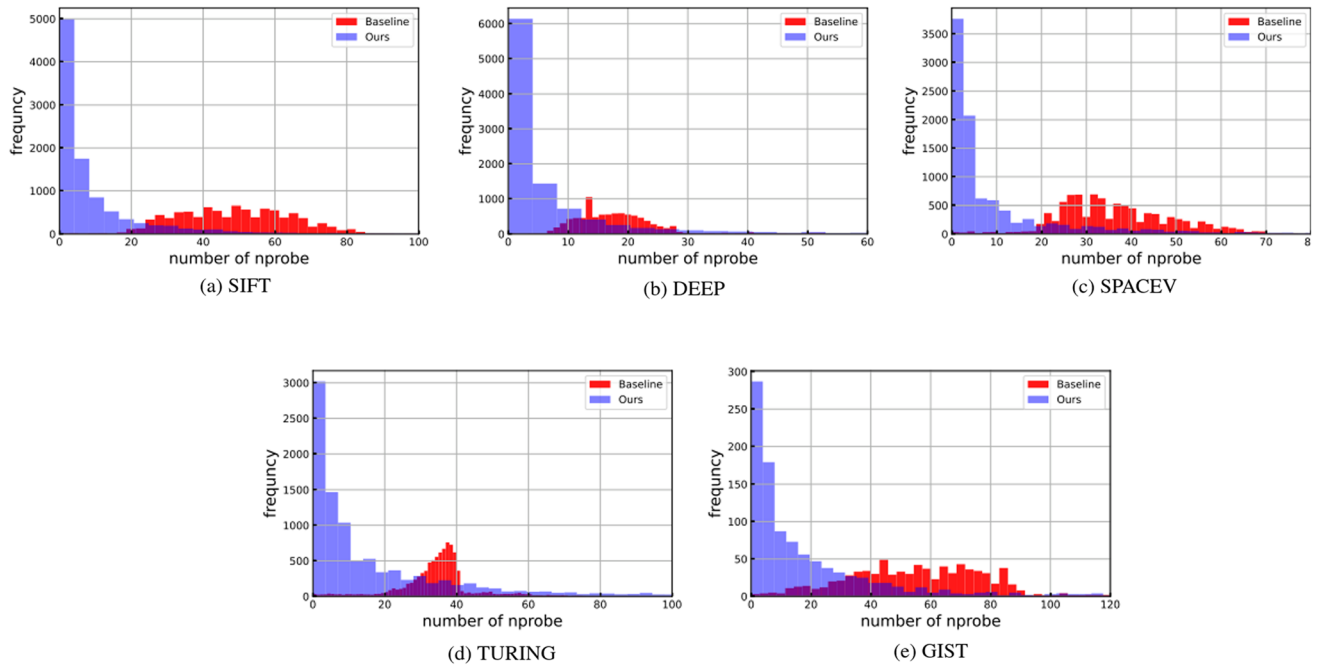 5000
4000
3000
2000
1000
0
0 20 40 60 80 100
frequncy
number of nprobe
Baseline
Ours
(a) SIFT
6000
5000
4000
3000
2000
1000
0
0 10 20 30 40 50 60
frequncy
number of nprobe
Baseline
Ours
(b) DEEP
3500
3000
2500
2000
1500
1000
500
0
0 10 20 30 40 50 60 70 80
frequncy
number of nprobe
Baseline
Ours
(c) SPACEV
3000
2500
2000
1500
1000
500
0
0 20 40 60 80 100
frequncy
number of nprobe
Baseline
Ours
(d) TURING
300
250
200
150
100
50
0
0 20 40 60 80 100 120
frequncy
number of nprobe
Baseline
Ours
(e) GIST